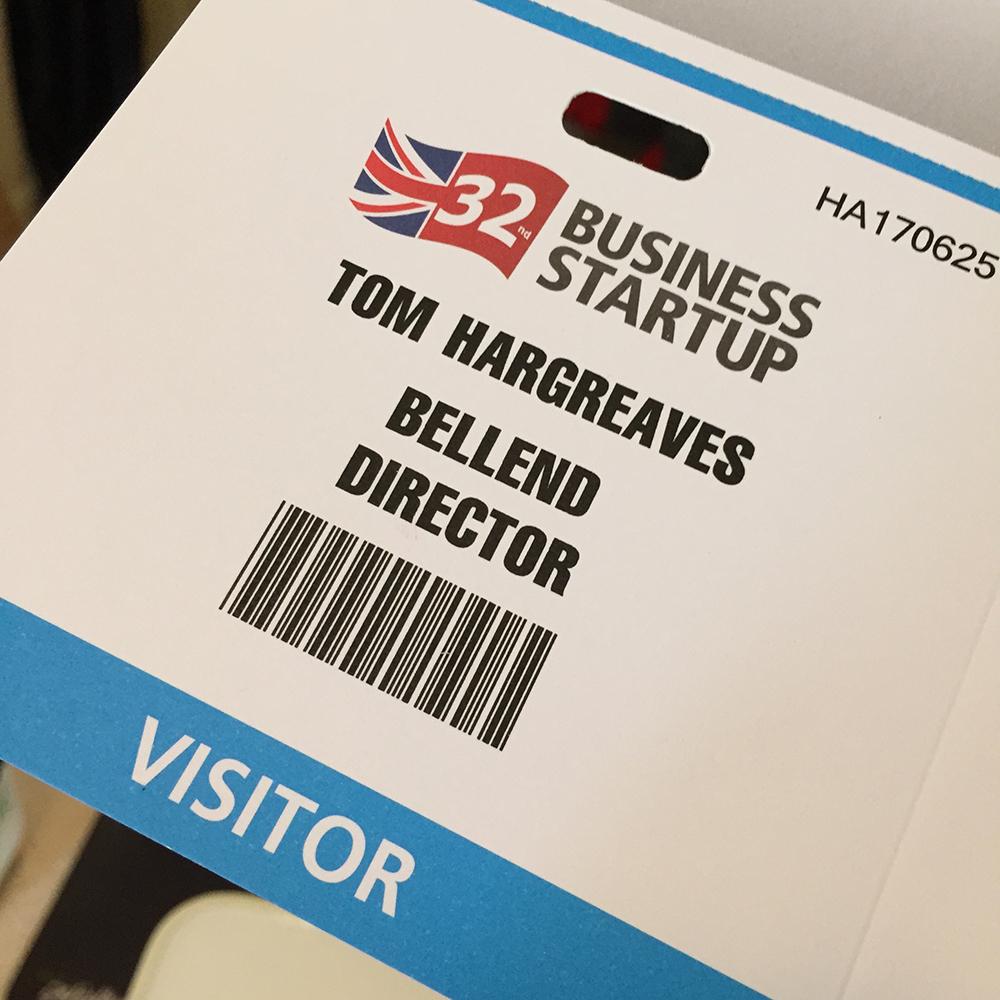 HA170625
32nd
BUSINESS
STARTUP
TOM HARGREAVES
BELLEND
DIRECTOR
VISITOR